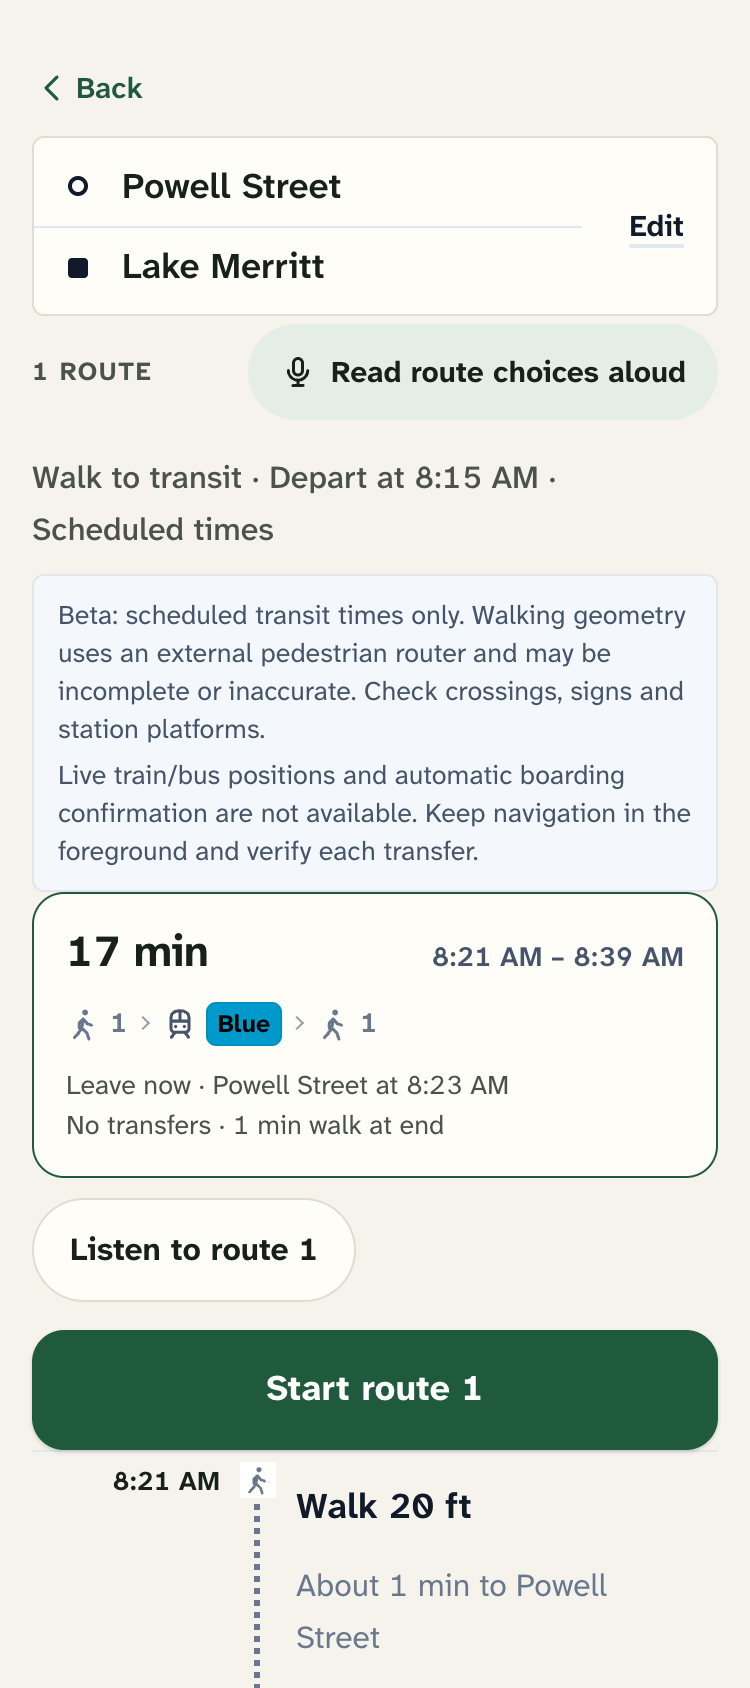 Back
Powell Street
Edit
Lake Merritt
1 ROUTE
Read route choices aloud
Walk to transit · Depart at 8:15 AM ·
Scheduled times
Beta: scheduled transit times only. Walking geometry
uses an external pedestrian router and may be
incomplete or inaccurate. Check crossings, signs and
station platforms.
Live train/bus positions and automatic boarding
confirmation are not available. Keep navigation in the
foreground and verify each transfer.
17 min
8:21 AM – 8:39 AM
1 > Blue > 1
Leave now · Powell Street at 8:23 AM
No transfers · 1 min walk at end
Listen to route 1
Start route 1
8:21 AM
Walk 20 ft
About 1 min to Powell
Street